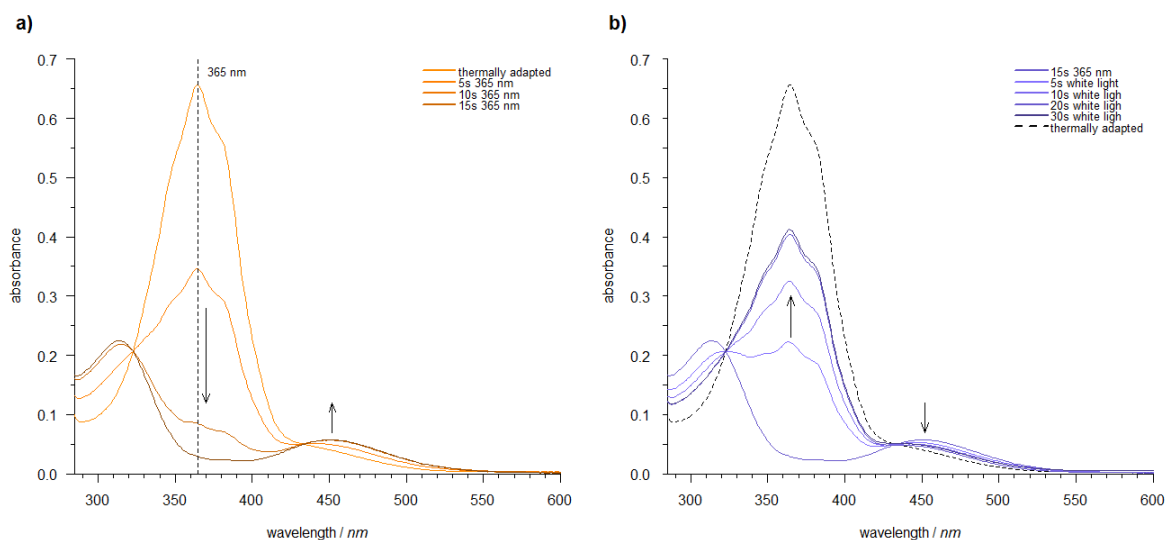 a)
0.7
0.6
0.5
0.4
0.3
0.2
0.1
0.0
absorbance
365 nm
thermally adapted
5s 365 nm
10s 365 nm
15s 365 nm
300
350
400
450
500
550
600
wavelength / nm
b)
0.7
0.6
0.5
0.4
0.3
0.2
0.1
0.0
absorbance
15s 365 nm
5s white light
10s white ligh
20s white ligh
30s white ligh
thermally adapted
300
350
400
450
500
550
600
wavelength / nm